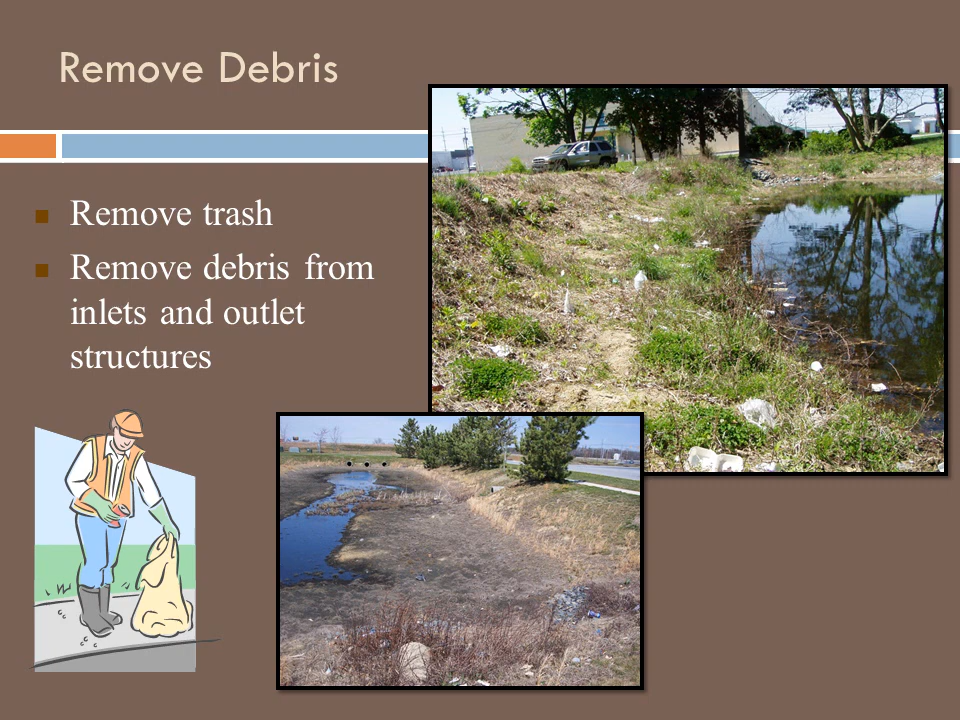 Remove Debris
Remove trash
Remove debris from
inlets and outlet
structures